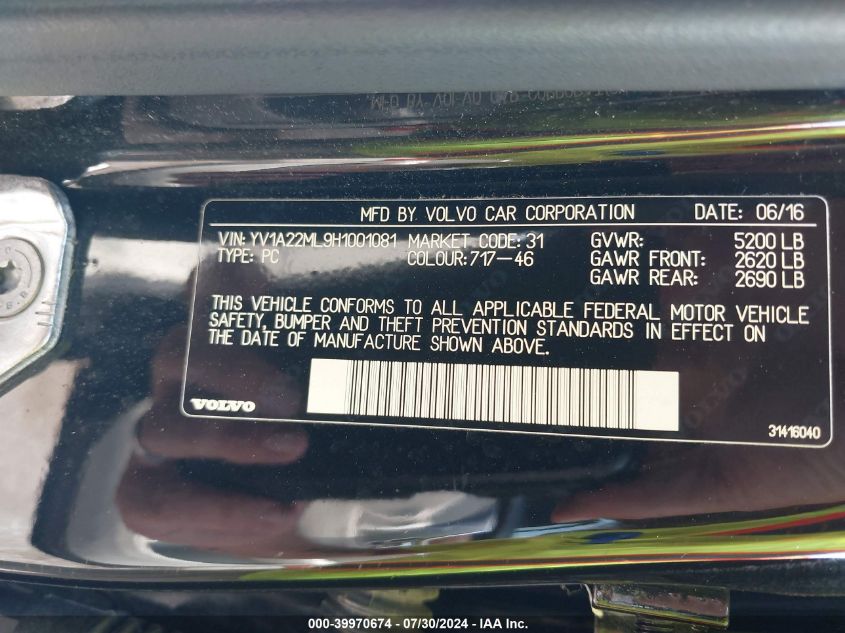 MFD BY VOLVO CAR CORPORATION DATE: 06/16
VIN: YV1A22ML9H1001081 MARKET CODE: 31 GVWR: 5200 LB
TYPE: PC COLOUR: 717-46 GAWR FRONT: 2620 LB
GAWR REAR: 2690 LB
THIS VEHICLE CONFORMS TO ALL APPLICABLE FEDERAL MOTOR VEHICLE
SAFETY, BUMPER AND THEFT PREVENTION STANDARDS IN EFFECT ON
THE DATE OF MANUFACTURE SHOWN ABOVE.
VOLVO
31416040
000-39970674 - 07/30/2024 - IAA Inc.